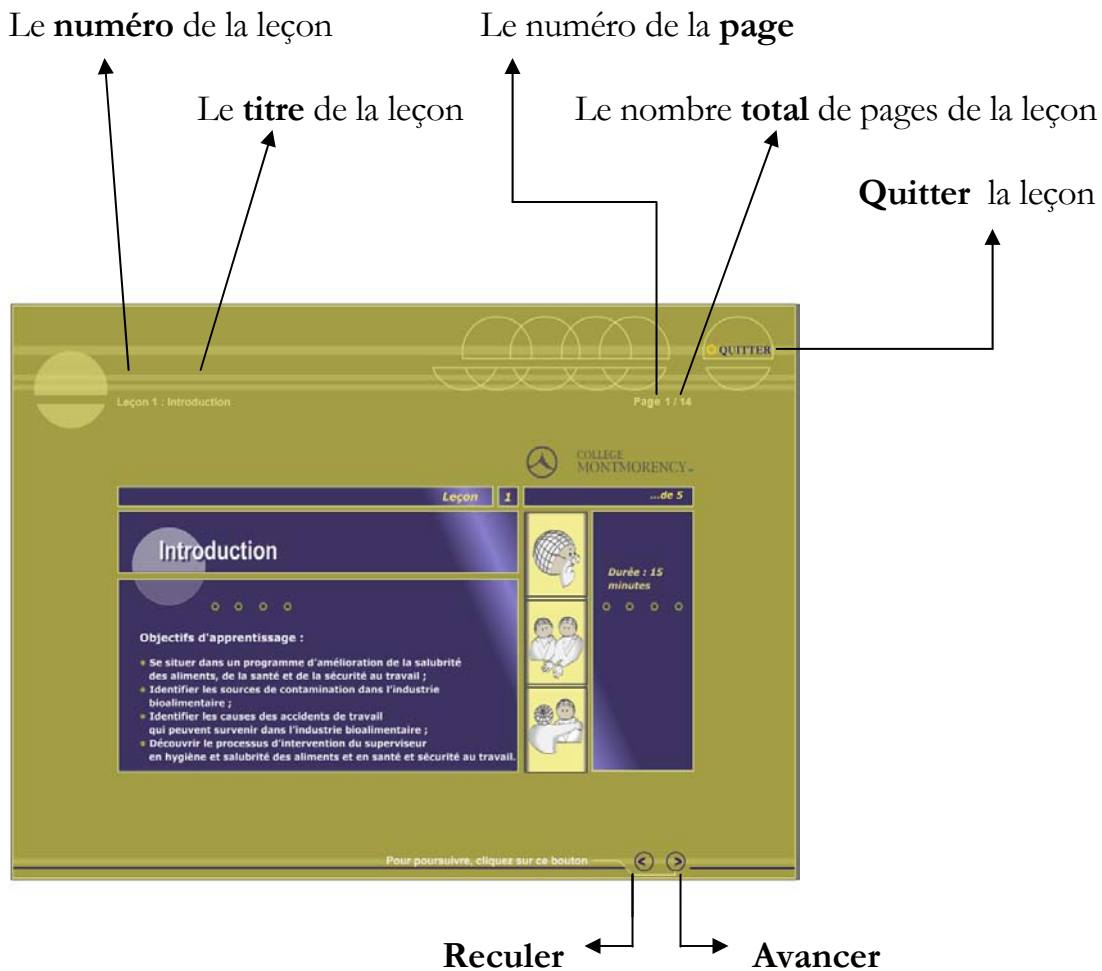 Le numéro de la leçon
Le numéro de la page
Le titre de la leçon
Le nombre total de pages de la leçon
Quitter la leçon
QUITTER
Leçon 1 : Introduction
Page 1 / 14
COLLEGE
MONTMORENCY
Leçon 1 ...de 5
Introduction
Durée : 15
minutes
Objectifs d'apprentissage :
Se situer dans un programme d'amélioration de la salubrité
des aliments, de la santé et de la sécurité au travail ;
Identifier les sources de contamination dans l'industrie
bioalimentaire ;
Identifier les causes des accidents de travail
qui peuvent survenir dans l'industrie bioalimentaire ;
Découvrir le processus d'intervention du superviseur
en hygiène et salubrité des aliments et en santé et sécurité au travail.
Pour poursuivre, cliquez sur ce bouton < >
Reculer
Avancer